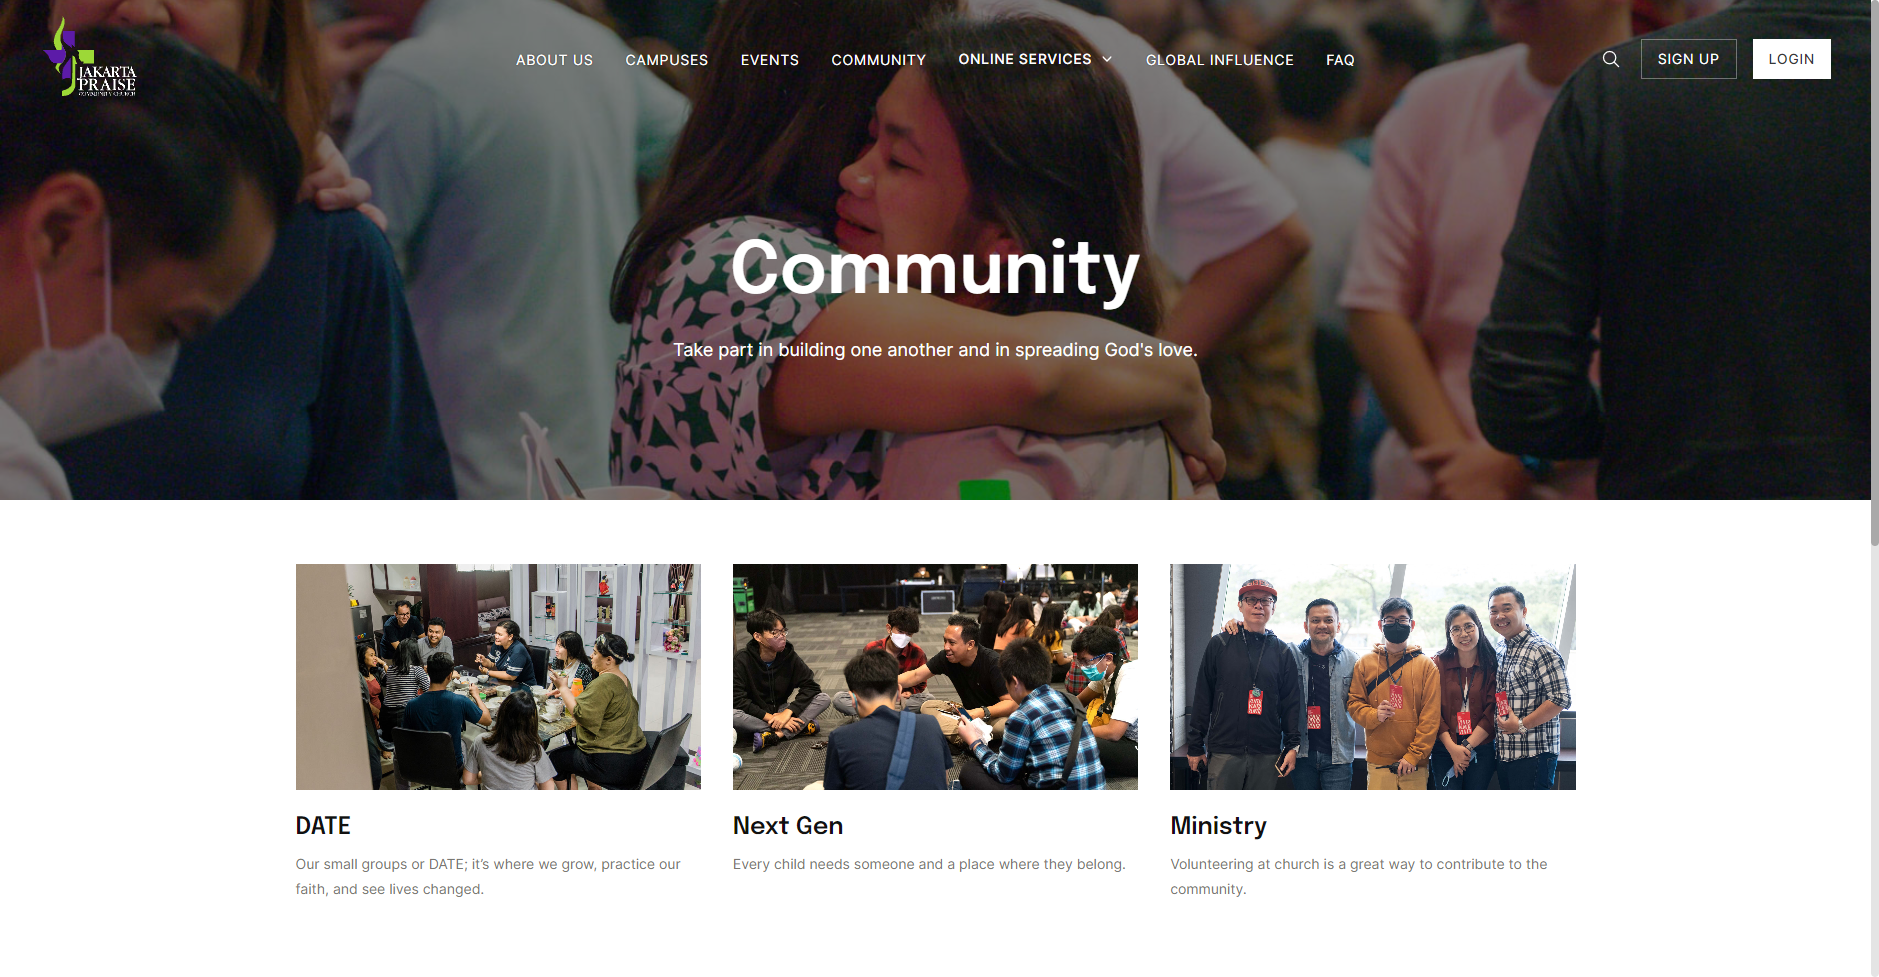 JAKARTA
PRAISE
COMMUNITY CHURCH
ABOUT US
CAMPUSES
EVENTS
COMMUNITY
ONLINE SERVICES
GLOBAL INFLUENCE
FAQ
SIGN UP
LOGIN
Community
Take part in building one another and in spreading God's love.
DATE
Our small groups or DATE; it’s where we grow, practice our
faith, and see lives changed.
Next Gen
Every child needs someone and a place where they belong.
Ministry
Volunteering at church is a great way to contribute to the
community.